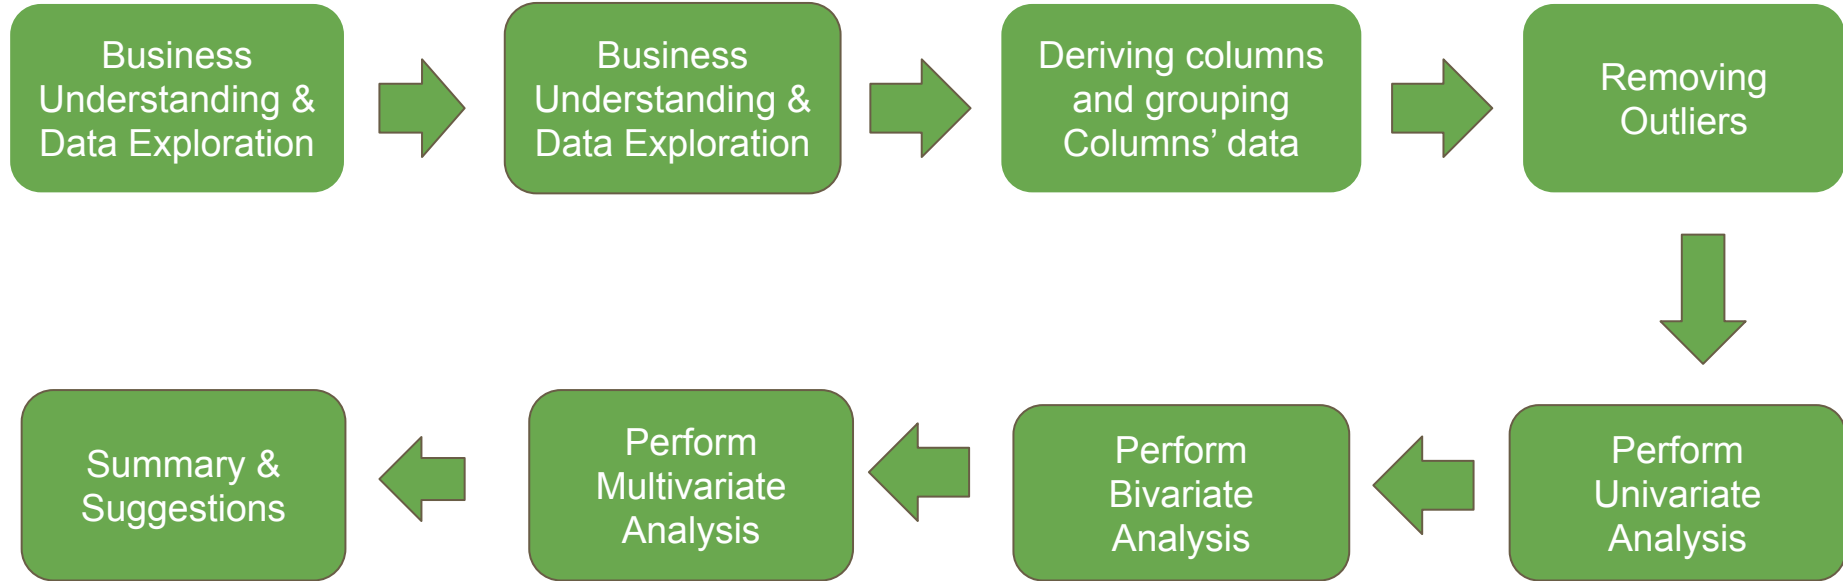 Business
Understanding &
Data Exploration
Business
Understanding &
Data Exploration
Deriving columns
and grouping
Columns’ data
Removing
Outliers
Perform
Univariate
Analysis
Perform
Bivariate
Analysis
Perform
Multivariate
Analysis
Summary &
Suggestions